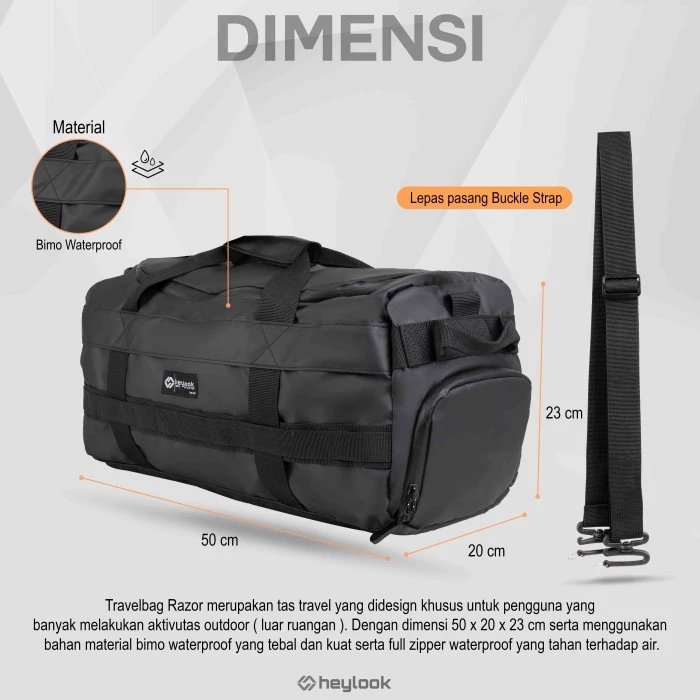 DIMENSI
Material
Bimo Waterproof
Lepas pasang Buckle Strap
heylook
23 cm
50 cm
20 cm
Travelbag Razor merupakan tas travel yang didesign khusus untuk pengguna yang
banyak melakukan aktivutas outdoor ( luar ruangan ). Dengan dimensi 50 x 20 x 23 cm serta menggunakan
bahan material bimo waterproof yang tebal dan kuat serta full zipper waterproof yang tahan terhadap air.
heylook